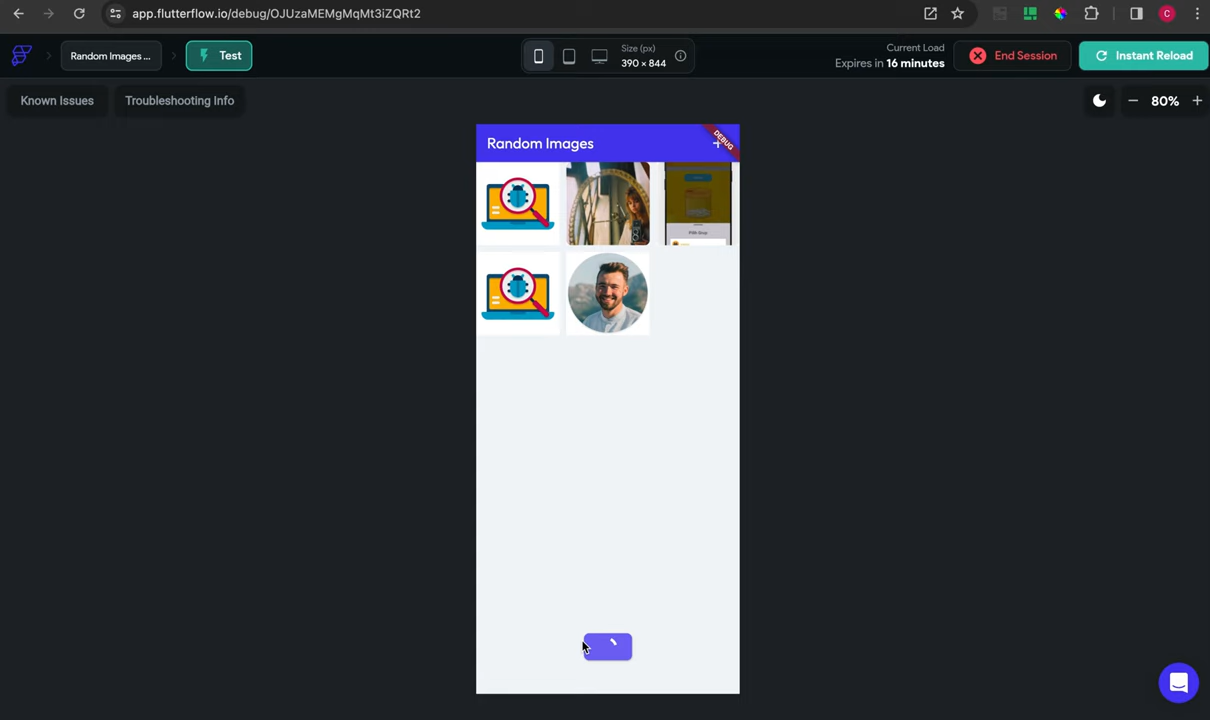 app.flutterflow.io/debug/OJUzaMEMgMqMt3iZQRt2
C
Random Images ...
Test
Size (px)
390 × 844
Current Load
Expires in 16 minutes
End Session
Instant Reload
Known Issues
Troubleshooting Info
80%
Random Images
DEBUG